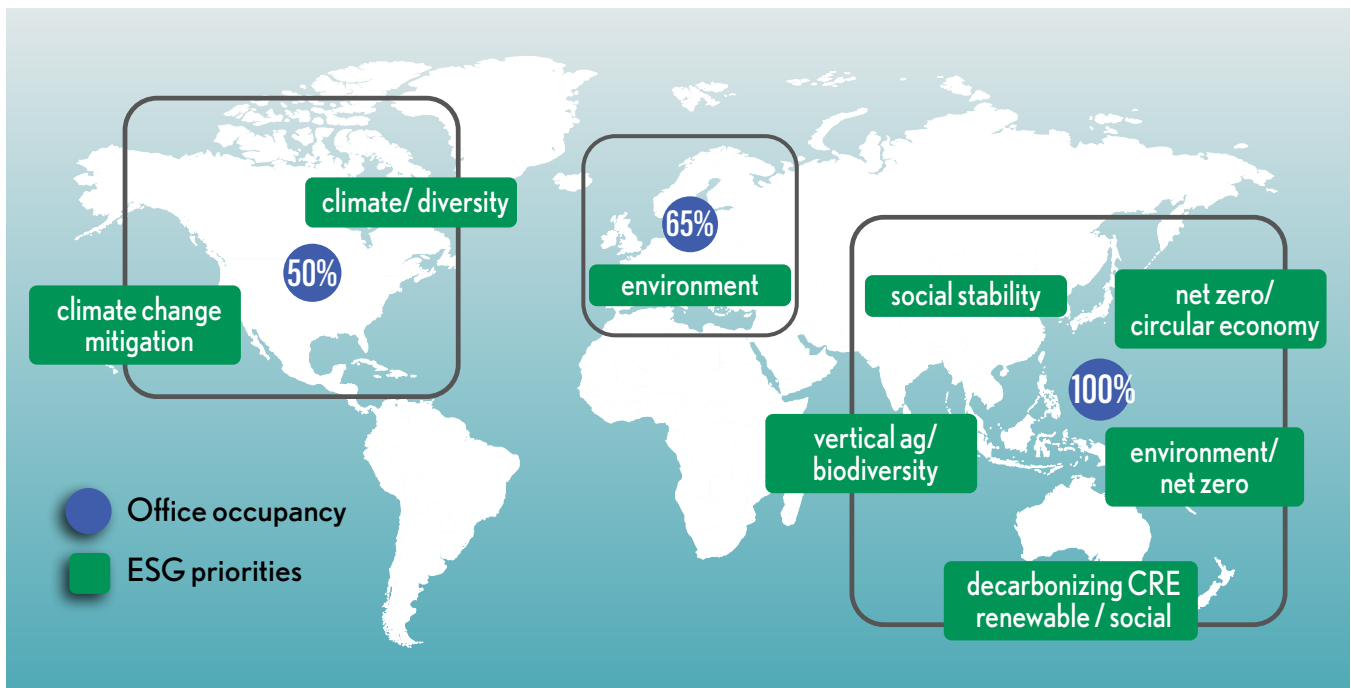 climate/ diversity
50%
climate change
mitigation
65%
environment
social stability
net zero/
circular economy
100%
vertical ag/
biodiversity
environment/
net zero
decarbonizing CRE
renewable / social
Office occupancy
ESG priorities